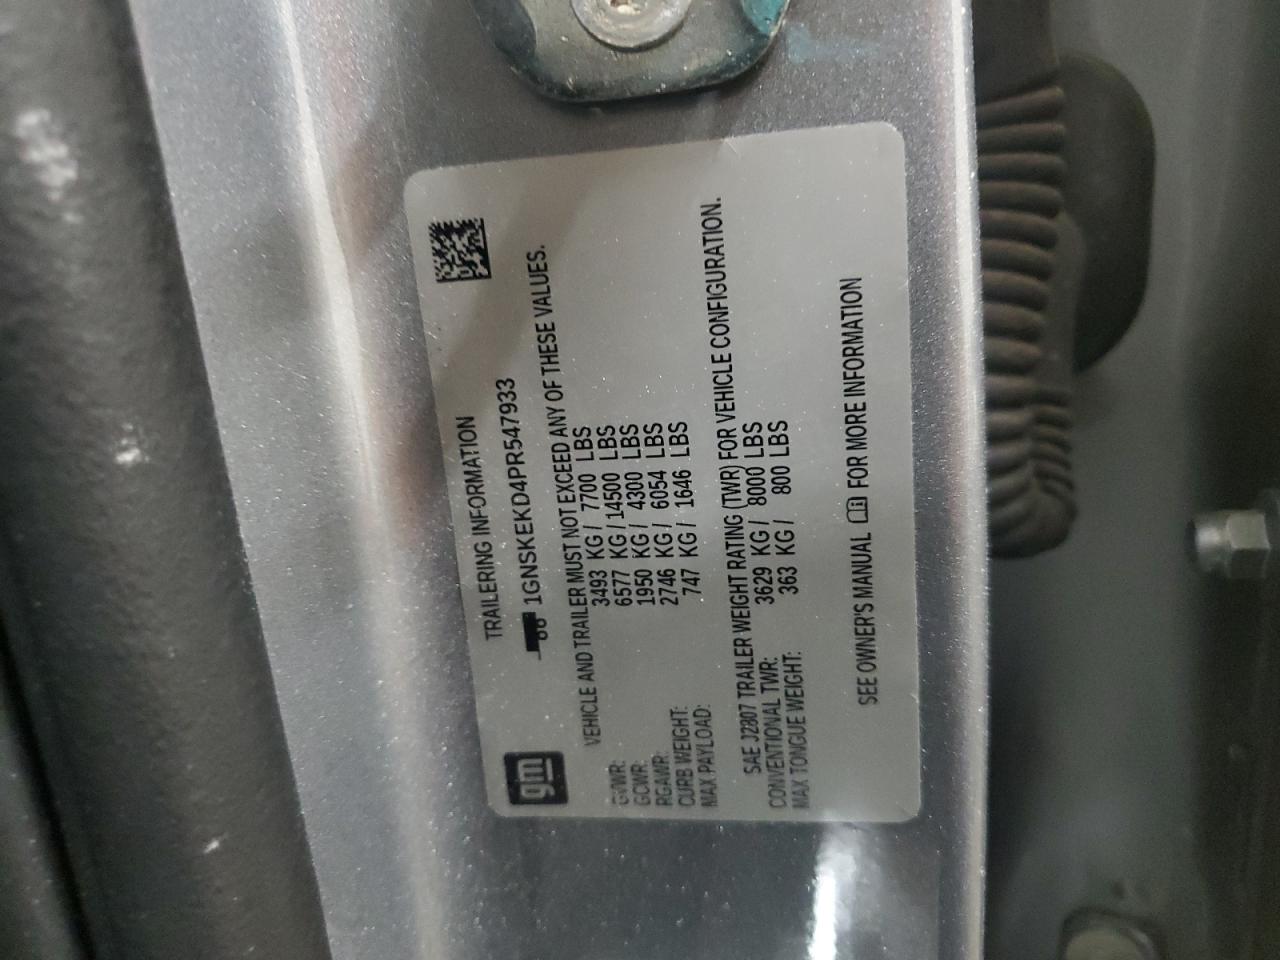 TRAILERING INFORMATION
gm
1GNSKEKD4PR547933
VEHICLE AND TRAILER MUST NOT EXCEED ANY OF THESE VALUES.
GVWR: 3493 KG / 7700 LBS
GCWR: 6577 KG / 14500 LBS
RGAWR: 1950 KG / 4300 LBS
CURB WEIGHT: 2746 KG / 6054 LBS
MAX PAYLOAD: 747 KG / 1646 LBS
SAE J2807 TRAILER WEIGHT RATING (TWR) FOR VEHICLE CONFIGURATION.
CONVENTIONAL TWR: 3629 KG / 8000 LBS
MAX TONGUE WEIGHT: 363 KG / 800 LBS
SEE OWNER'S MANUAL FOR MORE INFORMATION